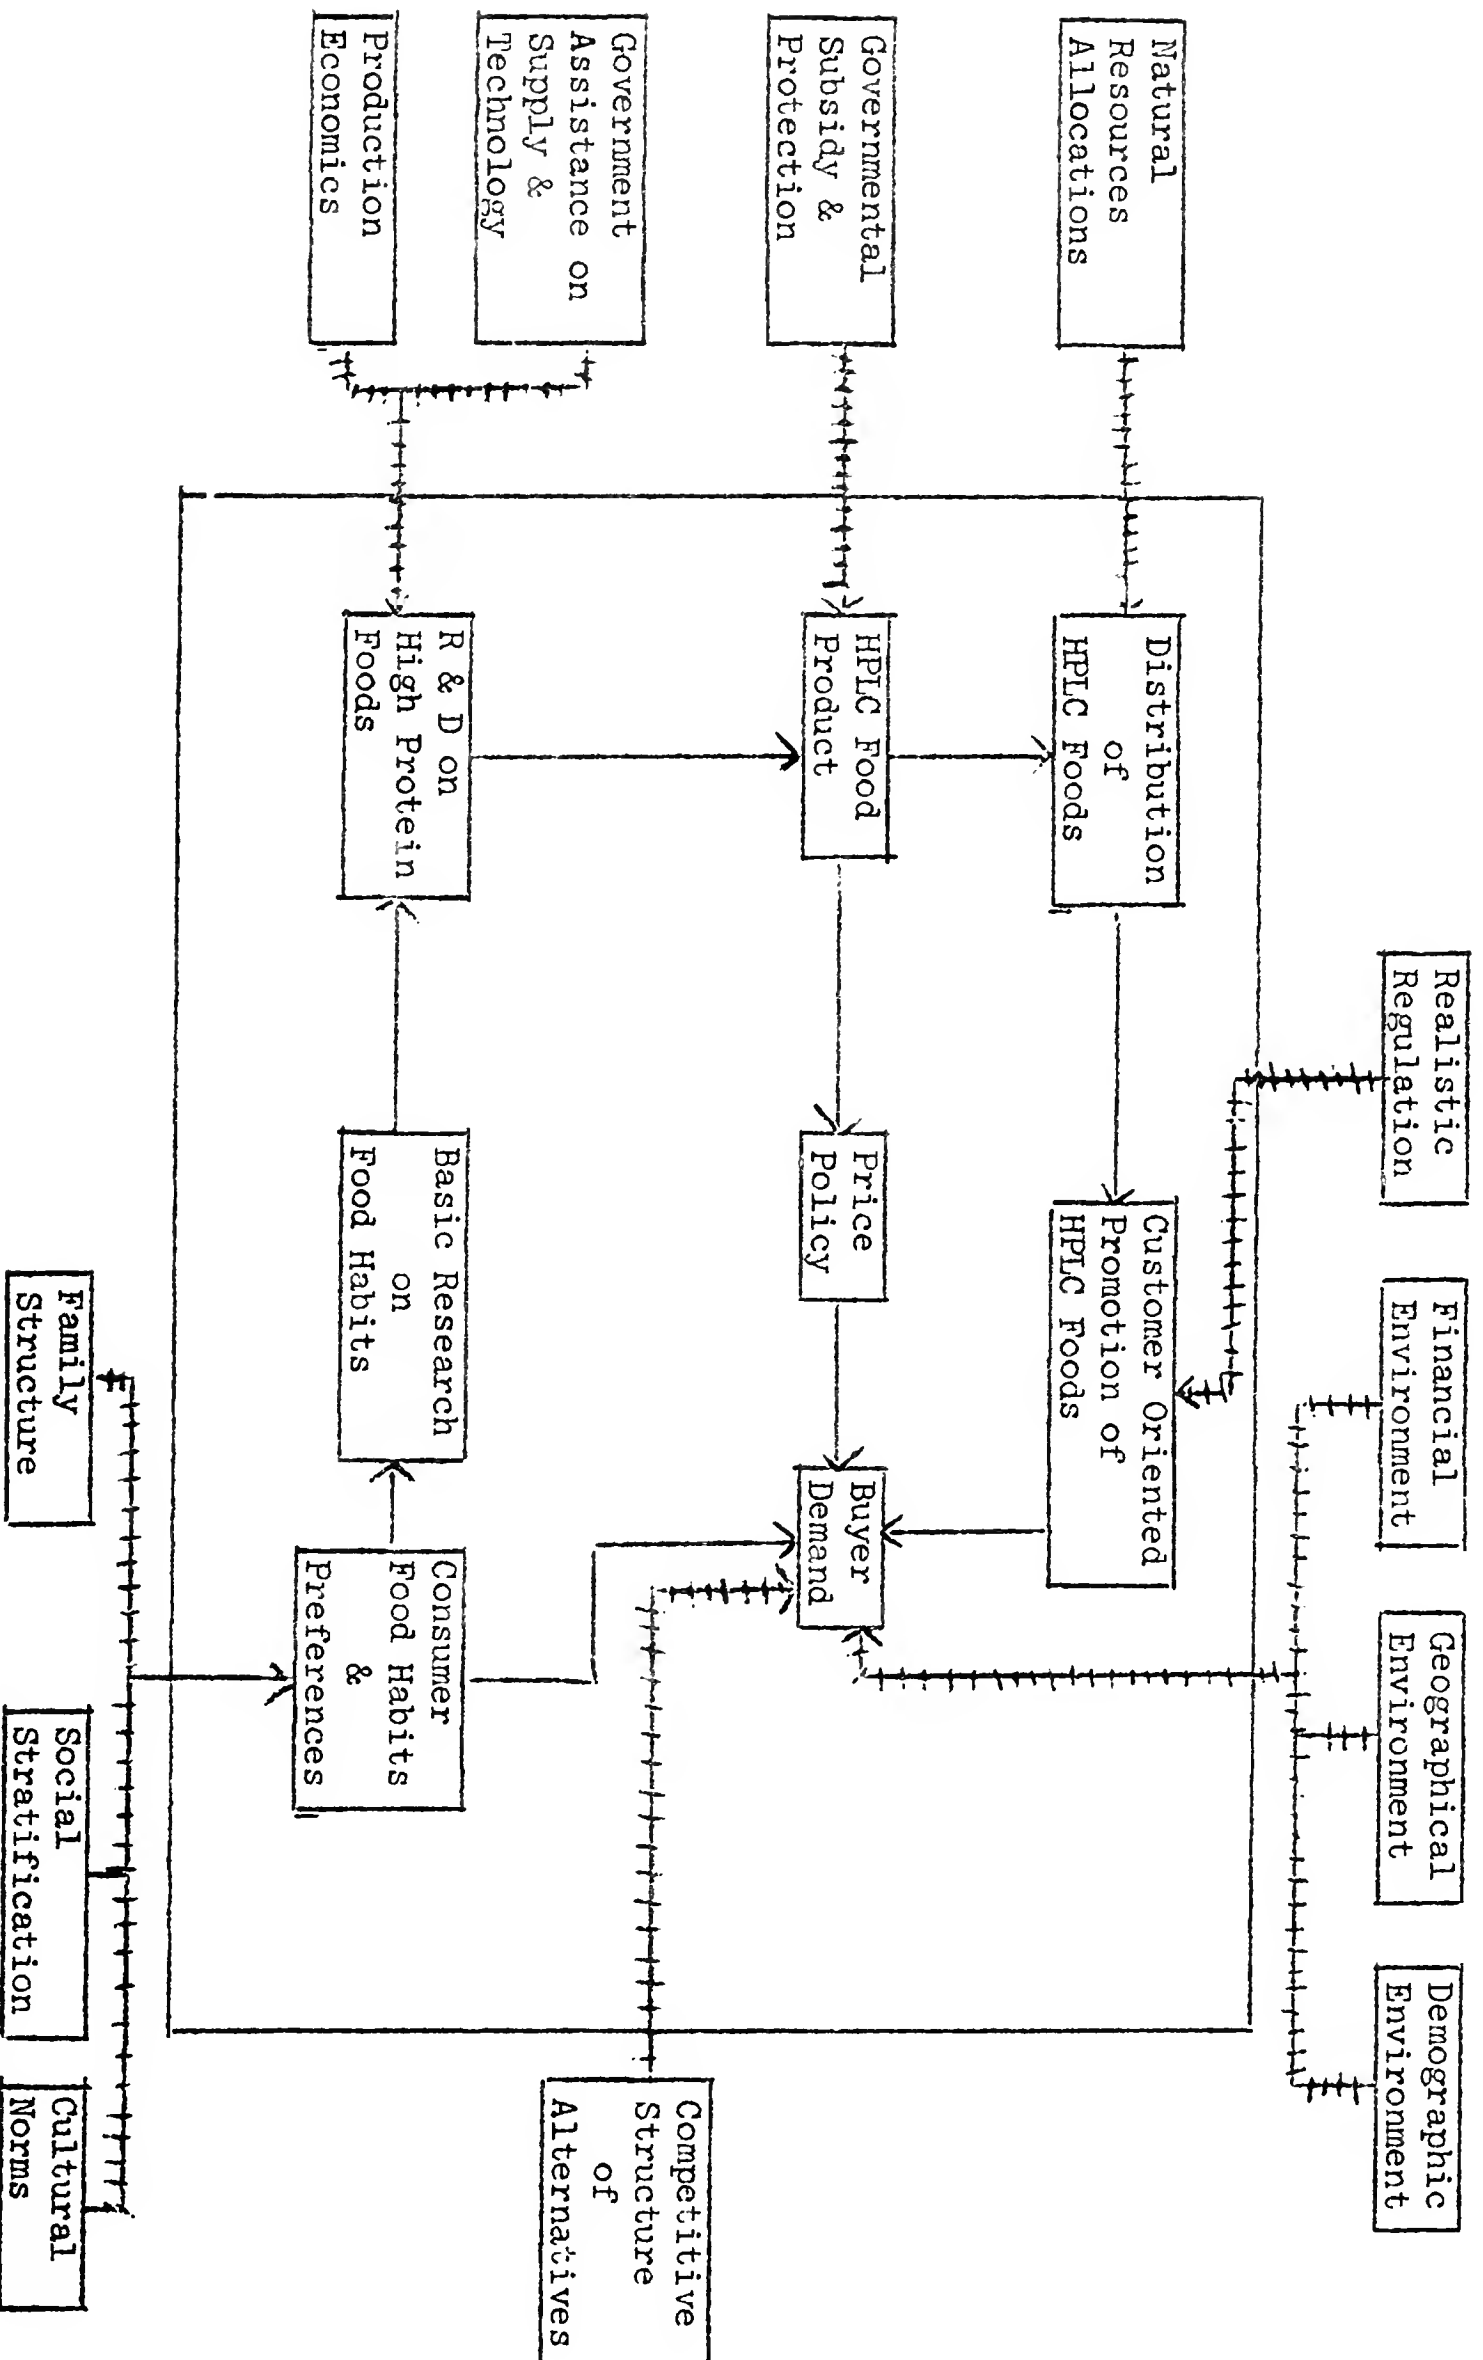 Realistic
Regulation
Financial
Environment
Geographical
Environment
Demographic
Environment
Natural
Resources
Allocations
Distribution
of
HPLC Foods
Customer Oriented
Promotion of
HPLC Foods
Governmental
Subsidy &
Protection
HPLC Food
Product
Price
Policy
Buyer
Demand
Competitive
Structure
of
Alternatives
Government
Assistance on
Supply &
Technology
Production
Economics
R & D on
High Protein
Foods
Basic Research
on
Food Habits
Consumer
Food Habits
&
Preferences
Family
Structure
Social
Stratification
Cultural
Norms